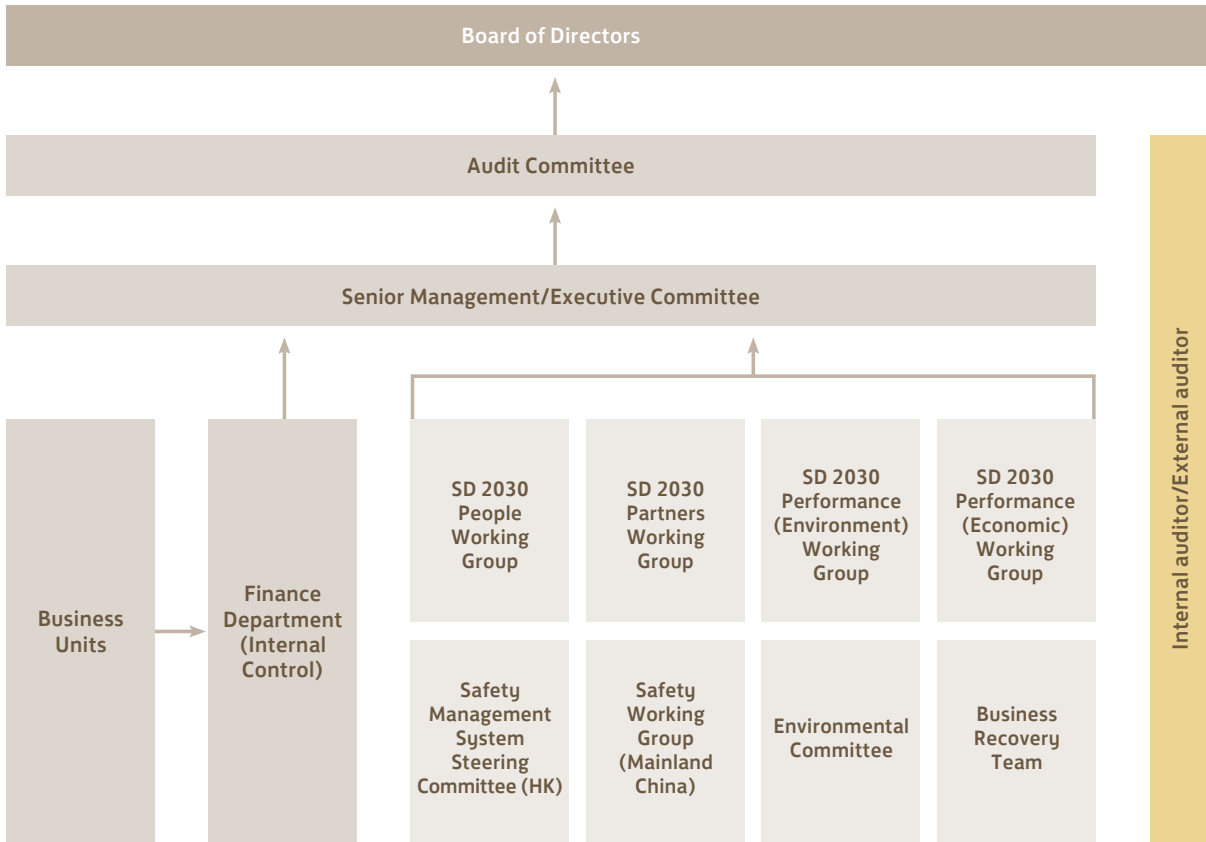 Board of Directors
Audit Committee
Senior Management/Executive Committee
Business
Units
Finance
Department
(Internal
Control)
SD 2030
People
Working
Group
SD 2030
Partners
Working
Group
SD 2030
Performance
(Environment)
Working
Group
SD 2030
Performance
(Economic)
Working
Group
Safety
Management
System
Steering
Committee (HK)
Safety
Working
Group
(Mainland
China)
Environmental
Committee
Business
Recovery
Team
Internal auditor/External auditor